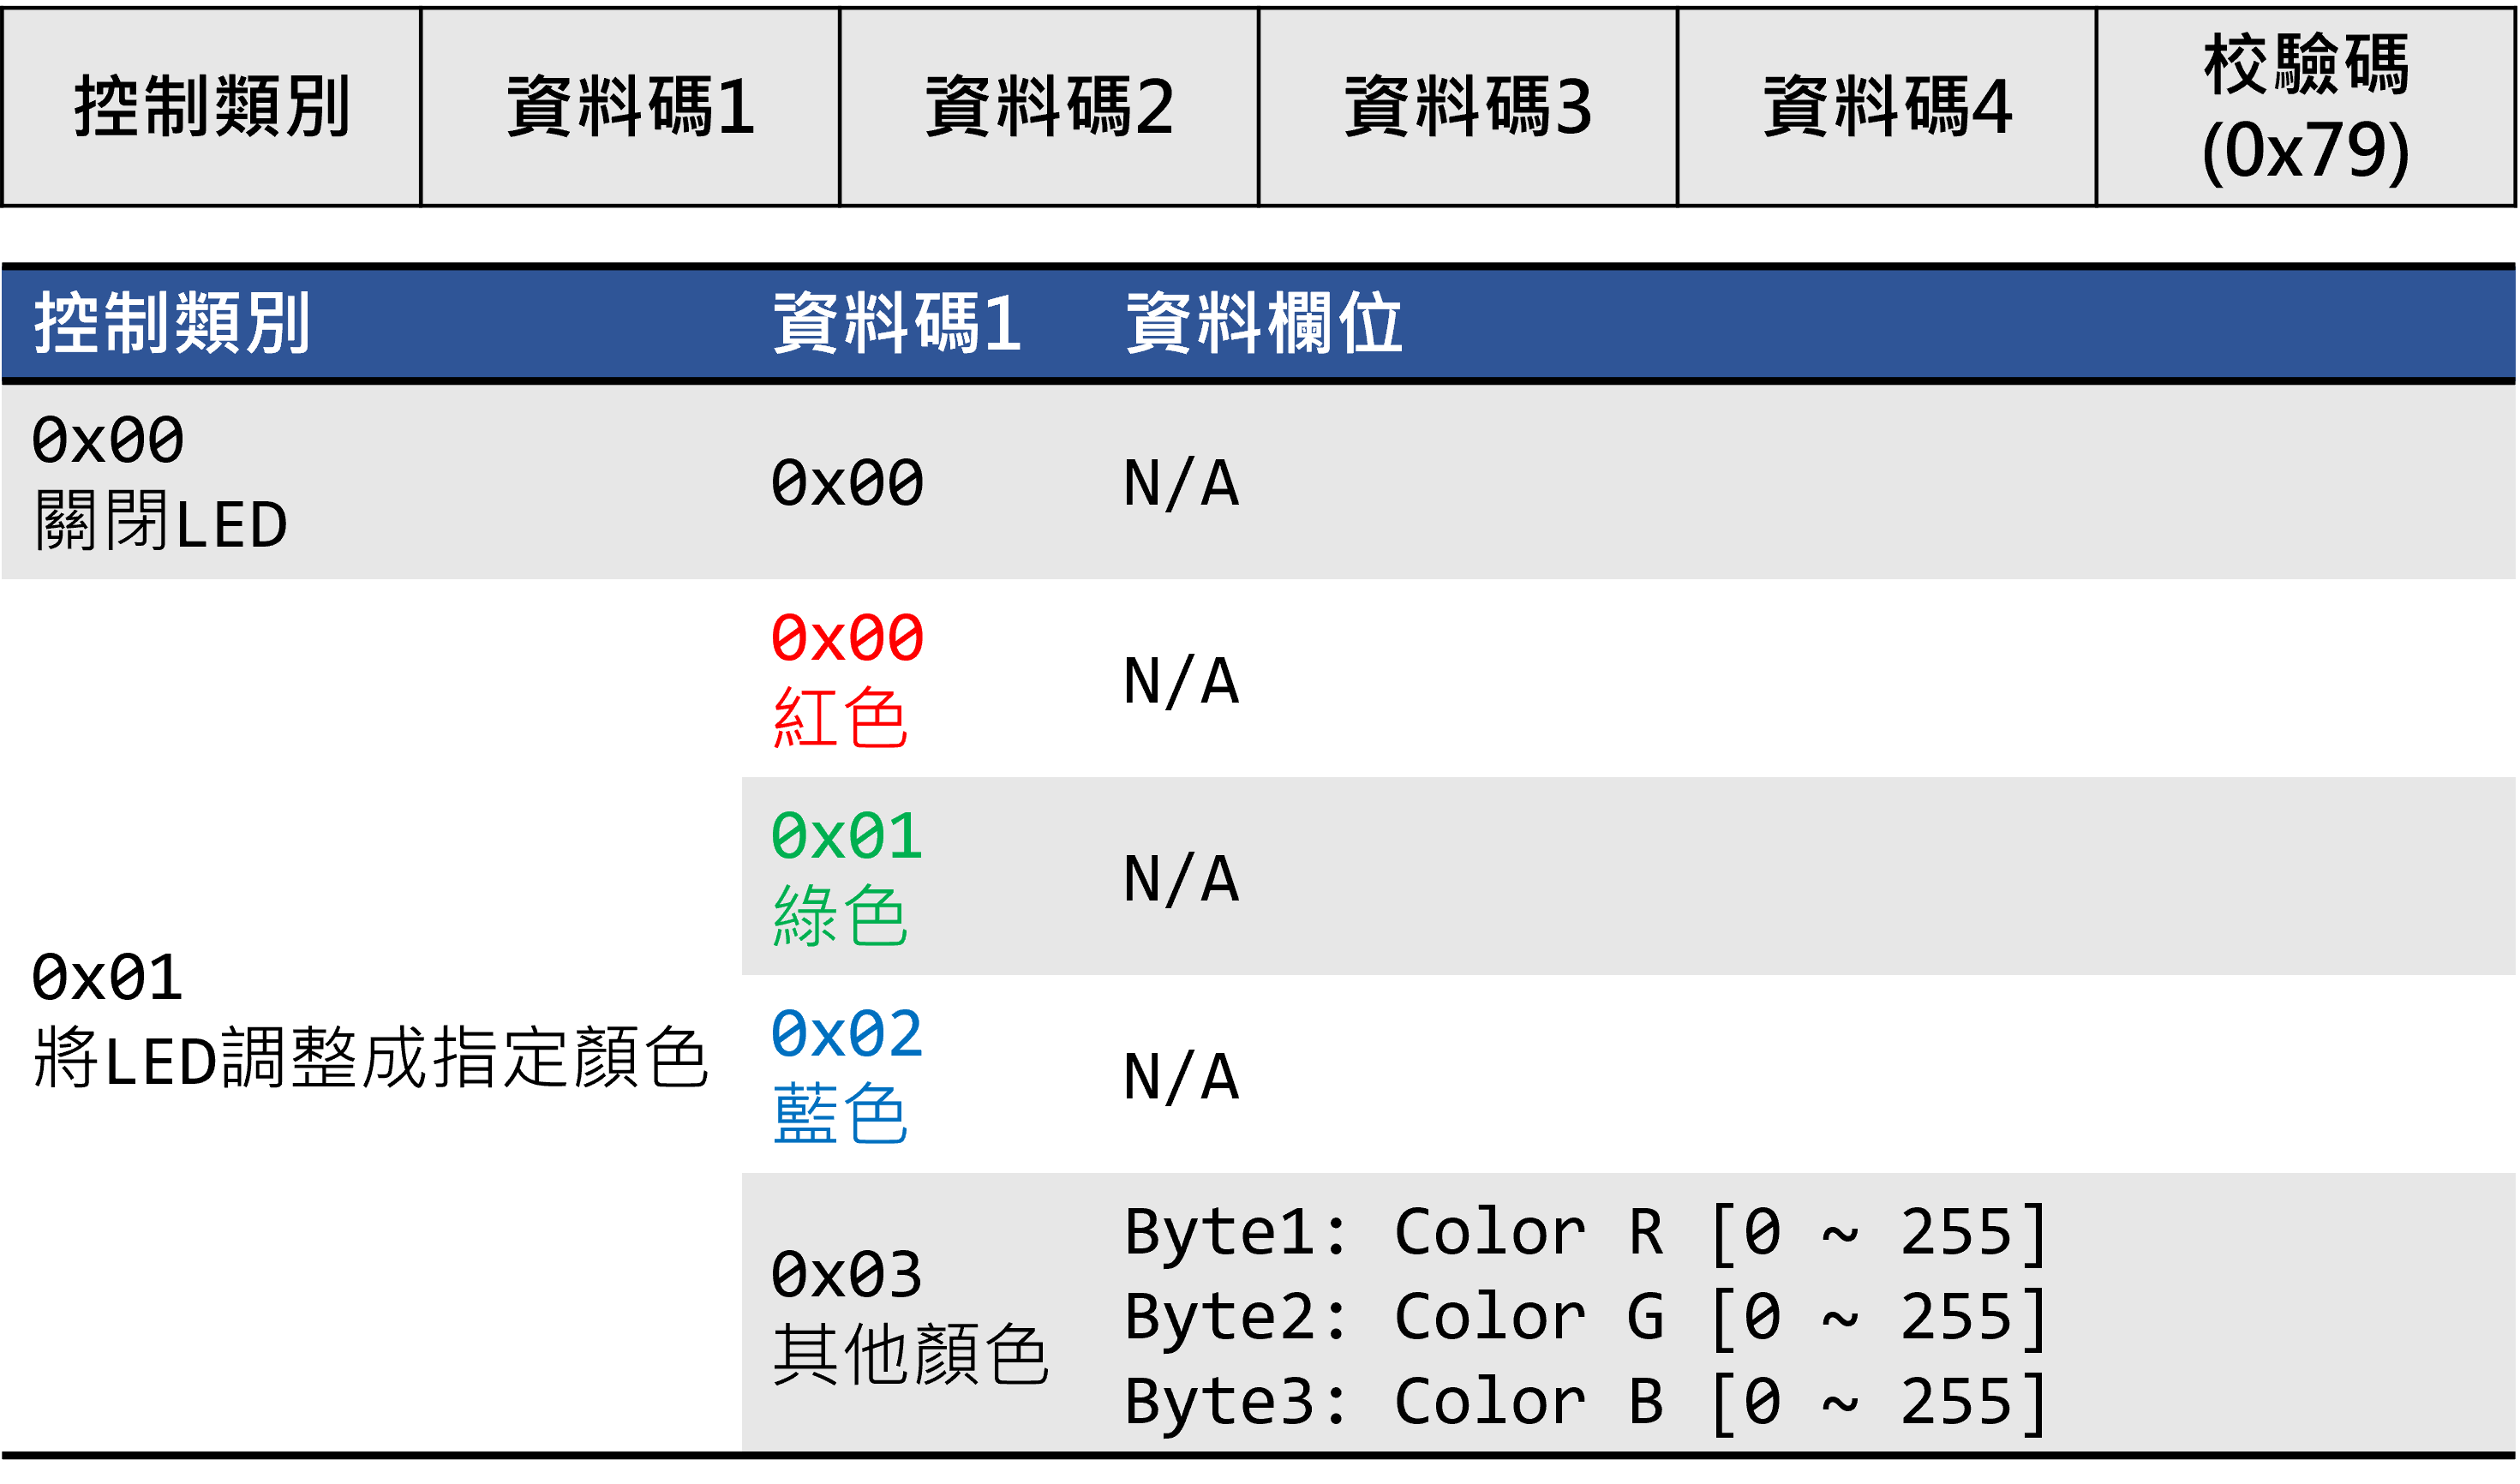 控制類別 資料碼1 資料碼2 資料碼3 資料碼4 校驗碼
(0x79)
控制類別 資料碼1 資料欄位
0x00
關閉LED
0x00
N/A
0x01
將LED調整成指定顏色
0x00
紅色
N/A
0x01
綠色
N/A
0x02
藍色
N/A
0x03
其他顏色
Byte1: Color R [0 ~ 255]
Byte2: Color G [0 ~ 255]
Byte3: Color B [0 ~ 255]